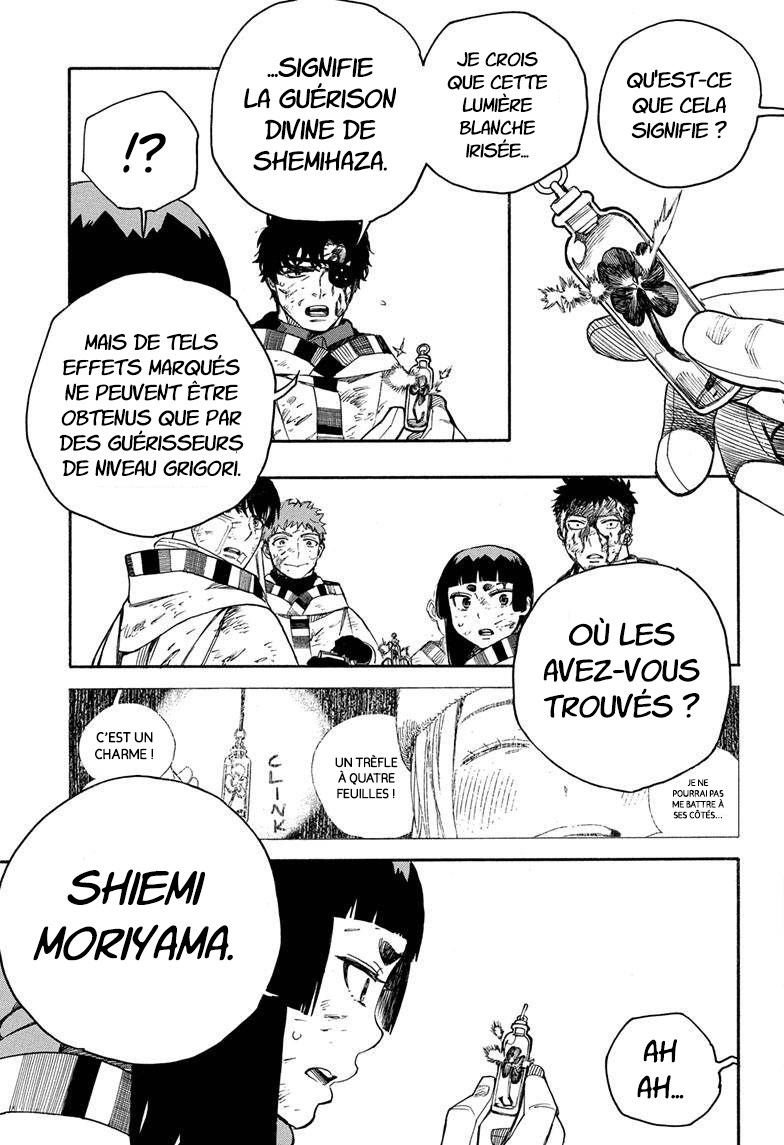 QU'EST-CE
QUE CELA
SIGNIFIE ?
JE CROIS
QUE CETTE
LUMIÈRE
BLANCHE
IRISÉE...
...SIGNIFIE
LA GUÉRISON
DIVINE DE
SHEMIHAZA.
!?
MAIS DE TELS
EFFETS MARQUÉS
NE PEUVENT ÊTRE
OBTENUS QUE PAR
DES GUÉRISSEURS
DE NIVEAU GRIGORI.
OÙ LES
AVEZ-VOUS
TROUVÉS ?
JE NE
POURRAI PAS
ME BATTRE À
SES CÔTÉS...
UN TRÈFLE
À QUATRE
FEUILLES !
CLINK
C'EST UN
CHARME !
AH
AH...
SHIEMI
MORIYAMA.